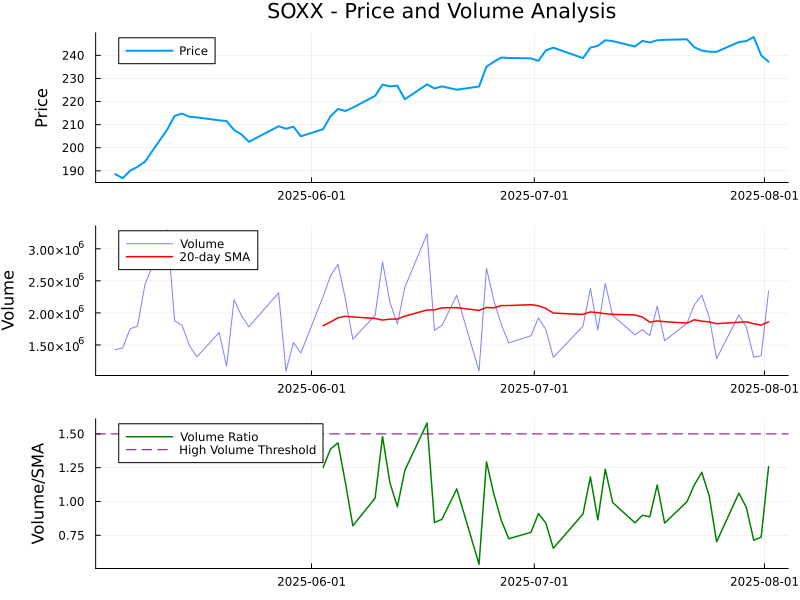 SOXX - Price and Volume Analysis
Price
Price
240
230
220
210
200
190
2025-06-01
2025-07-01
2025-08-01
Volume
Volume
20-day SMA
3.00×10⁶
2.50×10⁶
2.00×10⁶
1.50×10⁶
2025-06-01
2025-07-01
2025-08-01
Volume/SMA
Volume Ratio
High Volume Threshold
1.50
1.25
1.00
0.75
2025-06-01
2025-07-01
2025-08-01